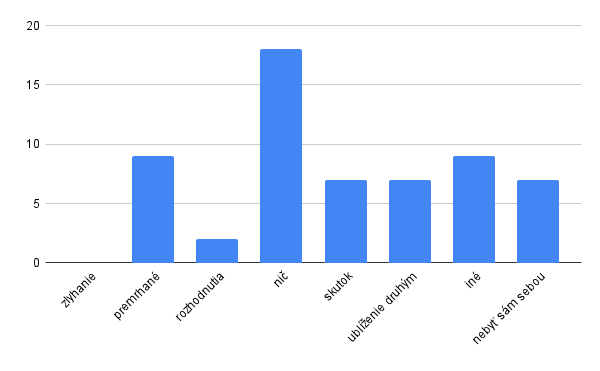 20
15
10
5
0
zlyhanie
premrhané
rozhodnutia
nič
skutok
ublíženie druhým
iné
nebyť sám sebou